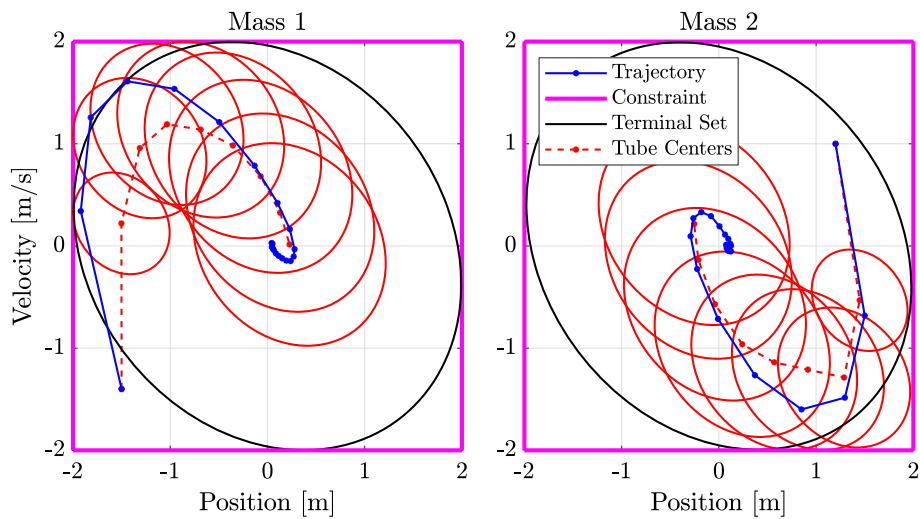 Mass 1
Mass 2
Velocity [m/s]
2
1
0
-1
-2
-2
-1
0
1
2
Position [m]
2
1
0
-1
-2
-2
-1
0
1
2
Position [m]
Trajectory
Constraint
Terminal Set
Tube Centers